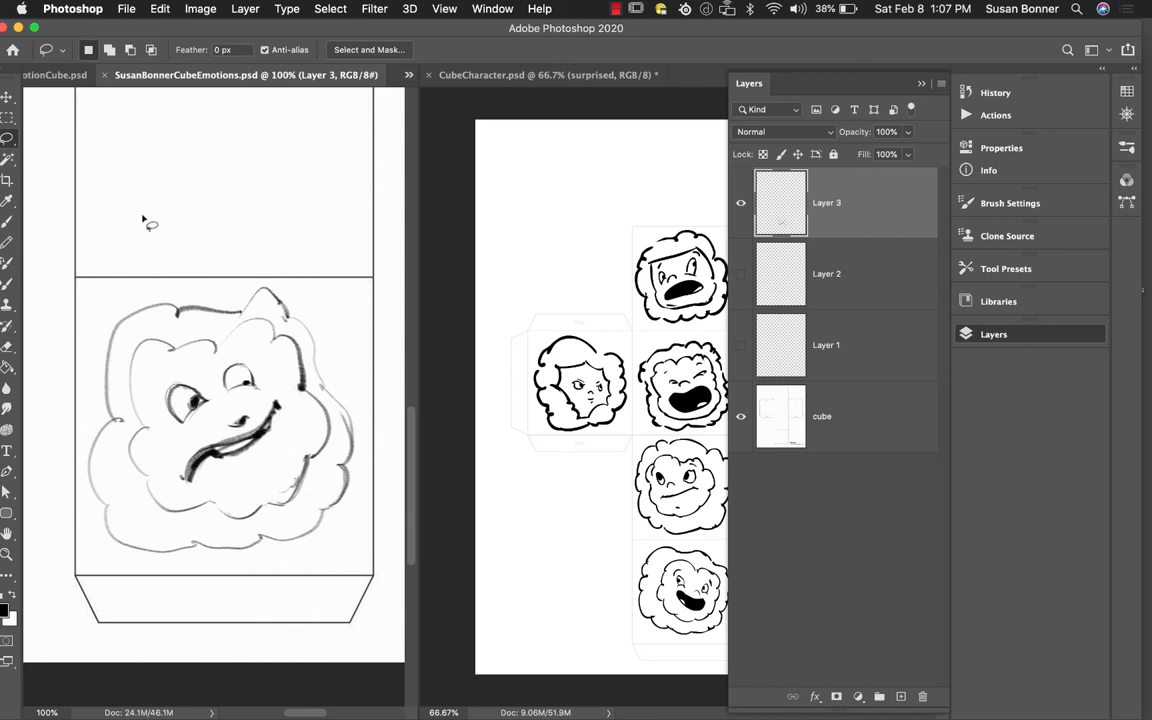 Photoshop File Edit Image Layer Type Select Filter 3D View Window Help 38% Sat Feb 8 1:07 PM Susan Bonner
Adobe Photoshop 2020
Feather: 0 px Anti-alias Select and Mask...
otionCube.psd × SusanBonnerCubeEmotions.psd @ 100% (Layer 3, RGB/8#) × CubeCharacter.psd @ 66.7% (surprised, RGB/8) *
Layers
Kind
Normal Opacity: 100%
Lock: Fill: 100%
Layer 3
Layer 2
Layer 1
cube
History
Actions
Properties
Info
Brush Settings
Clone Source
Tool Presets
Libraries
Layers
100% Doc: 24.1M/46.1M 66.67% Doc: 9.06M/51.9M